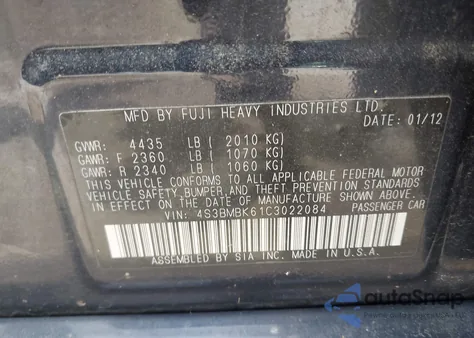 MFD BY FUJI HEAVY INDUSTRIES LTD.
DATE: 01/12
GVWR: 4435 LB ( 2010 KG)
GAWR: F 2360 LB ( 1070 KG)
GAWR: R 2340 LB ( 1060 KG)
THIS VEHICLE CONFORMS TO ALL APPLICABLE FEDERAL MOTOR
VEHICLE SAFETY, BUMPER, AND THEFT PREVENTION STANDARDS
IN EFFECT ON THE DATE OF MANUFACTURE SHOWN ABOVE.
VIN: 4S3BMBK61C3022084 PASSENGER CAR
ASSEMBLED BY SIA INC. MADE IN U.S.A.
autoSnap